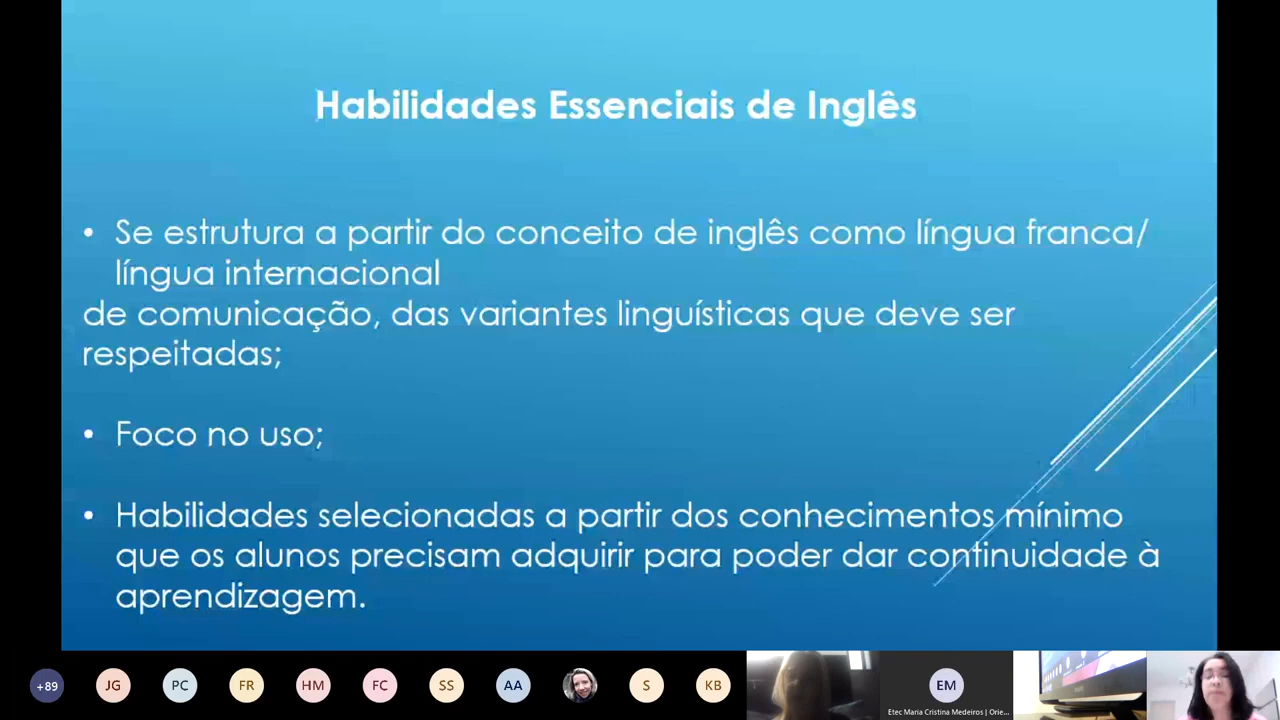 Habilidades Essenciais de Inglês
• Se estrutura a partir do conceito de inglês como língua franca/
língua internacional
de comunicação, das variantes linguísticas que deve ser
respeitadas;
• Foco no uso;
• Habilidades selecionadas a partir dos conhecimentos mínimo
que os alunos precisam adquirir para poder dar continuidade à
aprendizagem.
+89
JG
PC
FR
HM
FC
SS
AA
S
KB
EM
Etec Maria Cristina Medeiros | Orie...